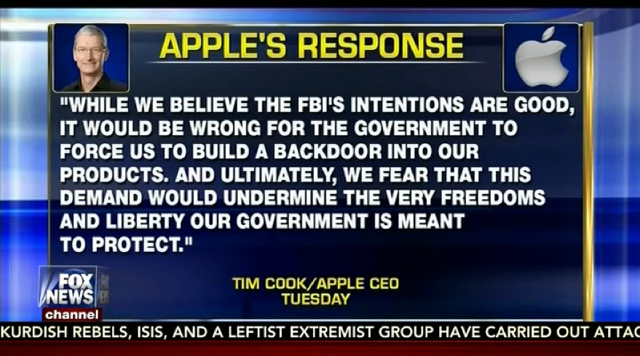 APPLE'S RESPONSE
"WHILE WE BELIEVE THE FBI'S INTENTIONS ARE GOOD,
IT WOULD BE WRONG FOR THE GOVERNMENT TO
FORCE US TO BUILD A BACKDOOR INTO OUR
PRODUCTS. AND ULTIMATELY, WE FEAR THAT THIS
DEMAND WOULD UNDERMINE THE VERY FREEDOMS
AND LIBERTY OUR GOVERNMENT IS MEANT
TO PROTECT."
TIM COOK/APPLE CEO
TUESDAY
FOX
NEWS
channel
KURDISH REBELS, ISIS, AND A LEFTIST EXTREMIST GROUP HAVE CARRIED OUT ATTAC